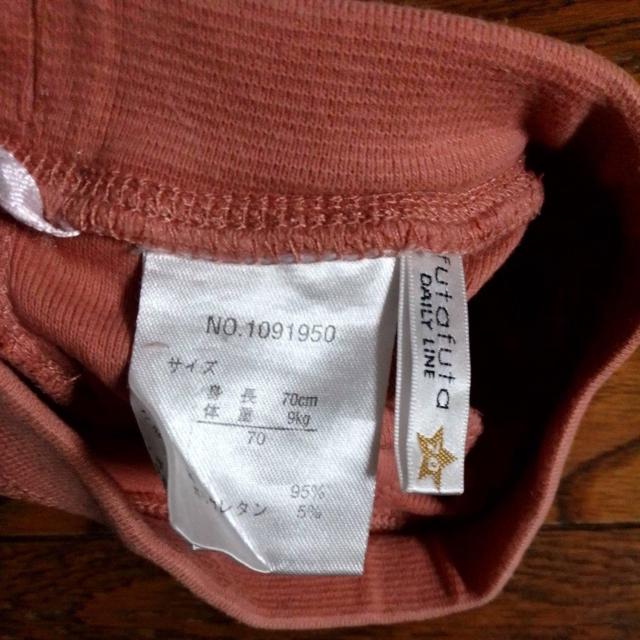 NO.1091950
サイズ
身 長 70cm
体 重 9kg
70
95%
レタン 5%
futafuta
DAILY LINE